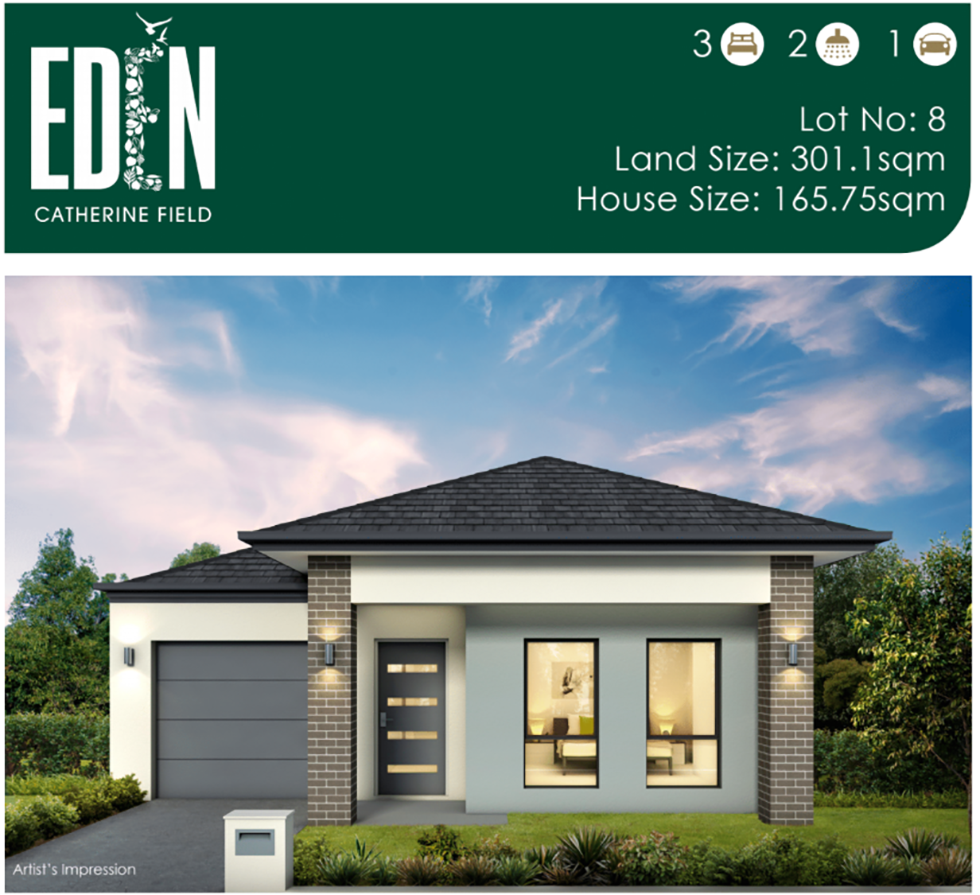 EDEN
CATHERINE FIELD
3 2 1
Lot No: 8
Land Size: 301.1sqm
House Size: 165.75sqm
Artist's Impression